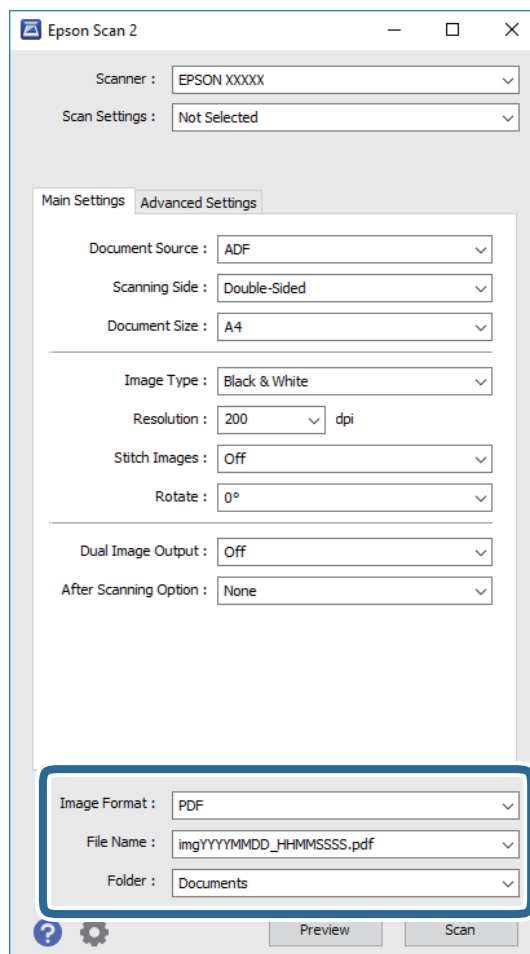 Epson Scan 2
Scanner : EPSON XXXXX
Scan Settings : Not Selected
Main Settings Advanced Settings
Document Source : ADF
Scanning Side : Double-Sided
Document Size : A4
Image Type : Black & White
Resolution : 200 dpi
Stitch Images : Off
Rotate : 0°
Dual Image Output : Off
After Scanning Option : None
Image Format : PDF
File Name : imgYYYYMMDD_HHMMSSSS.pdf
Folder : Documents
? Preview Scan